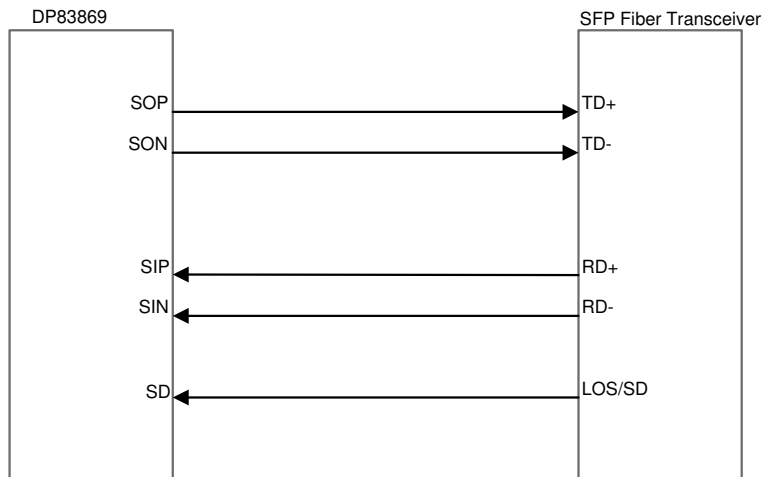 DP83869
SFP Fiber Transceiver
SOP
TD+
SON
TD-
SIP
RD+
SIN
RD-
SD
LOS/SD